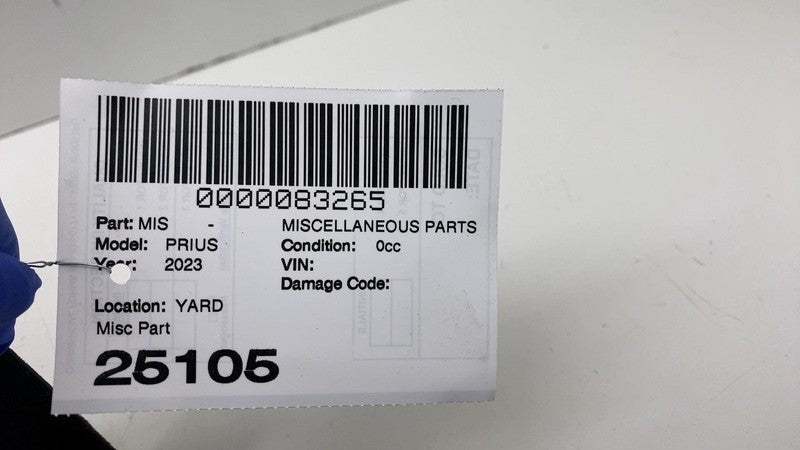 0000083265
Part: MIS - MISCELLANEOUS PARTS
Model: PRIUS Condition: 0cc
Year: 2023 VIN:
Damage Code:
Location: YARD
Misc Part
25105